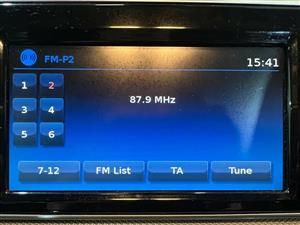 FM-P2 15:41
1 2
87.9 MHz
3 4
5 6
7-12 FM List TA Tune